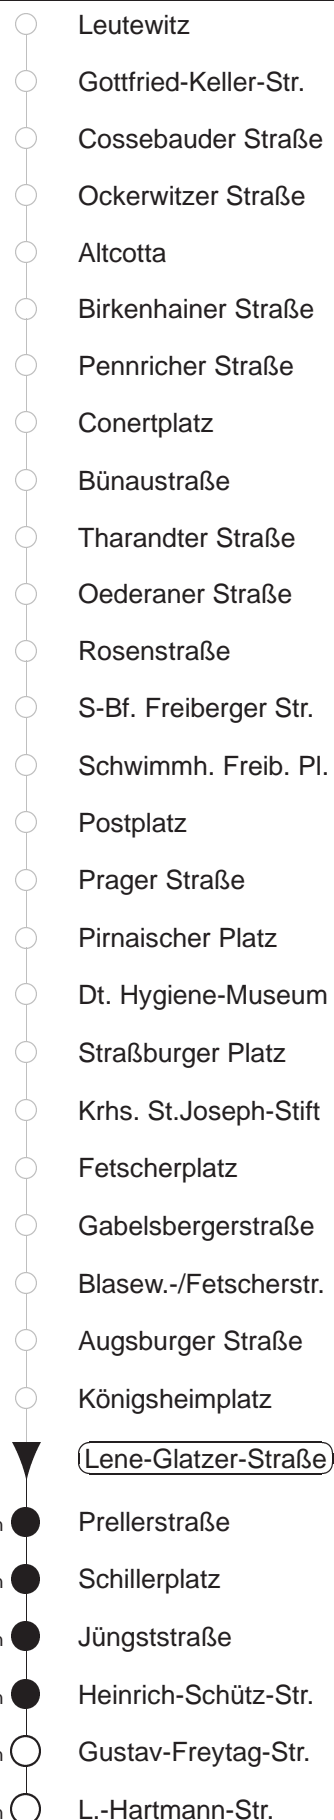 Leutewitz
Gottfried-Keller-Str.
Cossebauder Straße
Ockerwitzer Straße
Altcotta
Birkenhainer Straße
Pennricher Straße
Conertplatz
Bünaustraße
Tharandter Straße
Oederaner Straße
Rosenstraße
S-Bf. Freiberger Str.
Schwimmh. Freib. Pl.
Postplatz
Prager Straße
Pirnaischer Platz
Dt. Hygiene-Museum
Straßburger Platz
Krhs. St.Joseph-Stift
Fetscherplatz
Gabelsbergerstraße
Blasew.-/Fetscherstr.
Augsburger Straße
Königsheimplatz
Lene-Glatzer-Straße
Prellerstraße
Schillerplatz
Jüngststraße
Heinrich-Schütz-Str.
Gustav-Freytag-Str.
L.-Hartmann-Str.